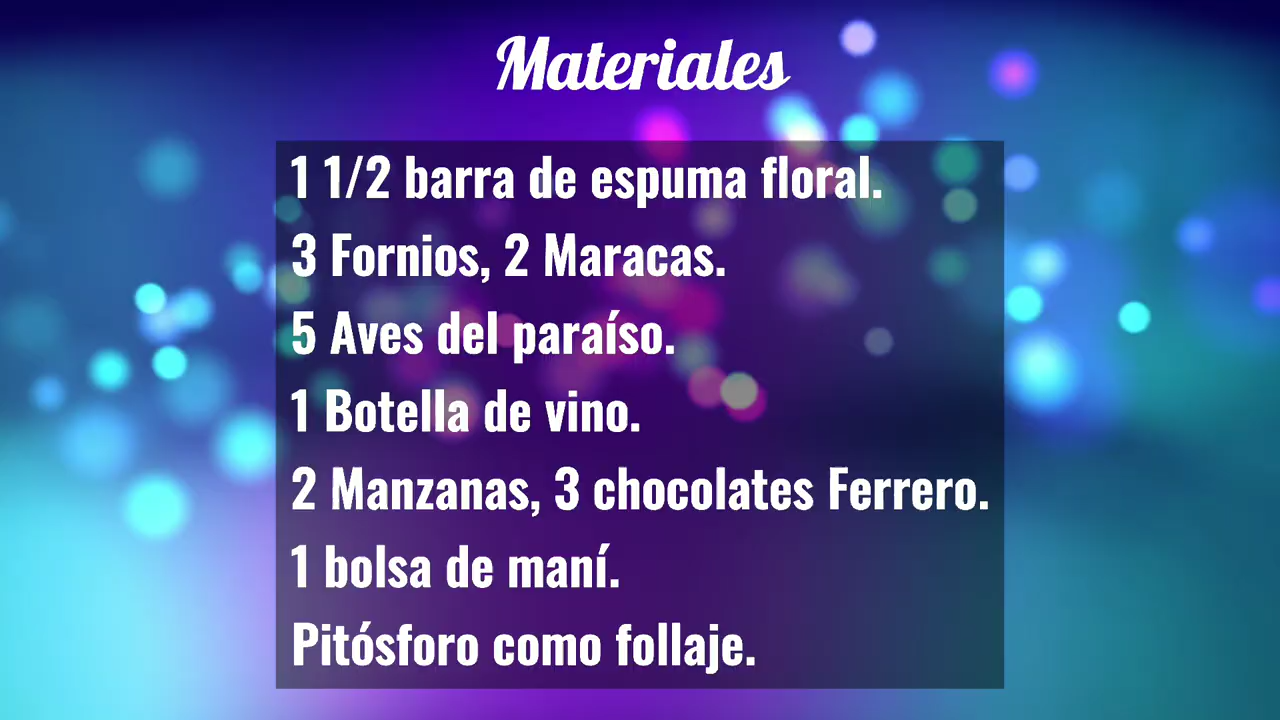 Materiales
1 1/2 barra de espuma floral.
3 Fornios, 2 Maracas.
5 Aves del paraíso.
1 Botella de vino.
2 Manzanas, 3 chocolates Ferrero.
1 bolsa de maní.
Pitósforo como follaje.